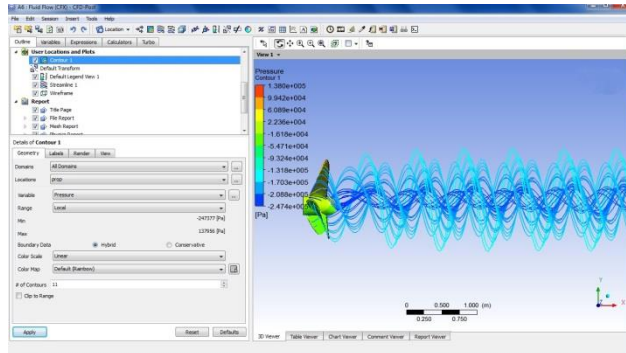 A6 : Fluid Flow (CFX) - CFD-Post
File Edit Session Insert Tools Help
Location
Outline Variables Expressions Calculators Turbo
User Locations and Plots
Contour 1
Default Transform
Default Legend View 1
Streamline 1
Wireframe
Report
Title Page
File Report
Mesh Report
Details of Contour 1
Geometry Labels Render View
Domains All Domains
Locations prop
Variable Pressure
Range Local
Min -247377 [Pa]
Max 137956 [Pa]
Boundary Data Hybrid Conservative
Color Scale Linear
Color Map Default (Rainbow)
# of Contours 11
Clip to Range
Apply Reset Defaults
View 1
Pressure
Contour 1
1.380e+005
9.942e+004
6.089e+004
2.236e+004
-1.618e+004
-5.471e+004
-9.324e+004
-1.318e+005
-1.703e+005
-2.088e+005
-2.474e+005
[Pa]
0 0.500 1.000 (m)
0.250 0.750
Y
Z X
3D Viewer Table Viewer Chart Viewer Comment Viewer Report Viewer